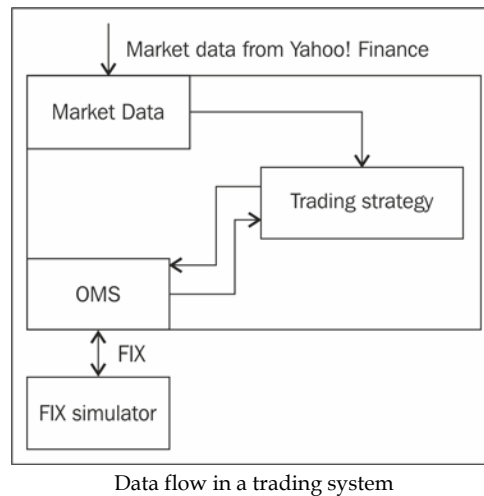 Market data from Yahoo! Finance
Market Data
Trading strategy
OMS
FIX
FIX simulator
Data flow in a trading system